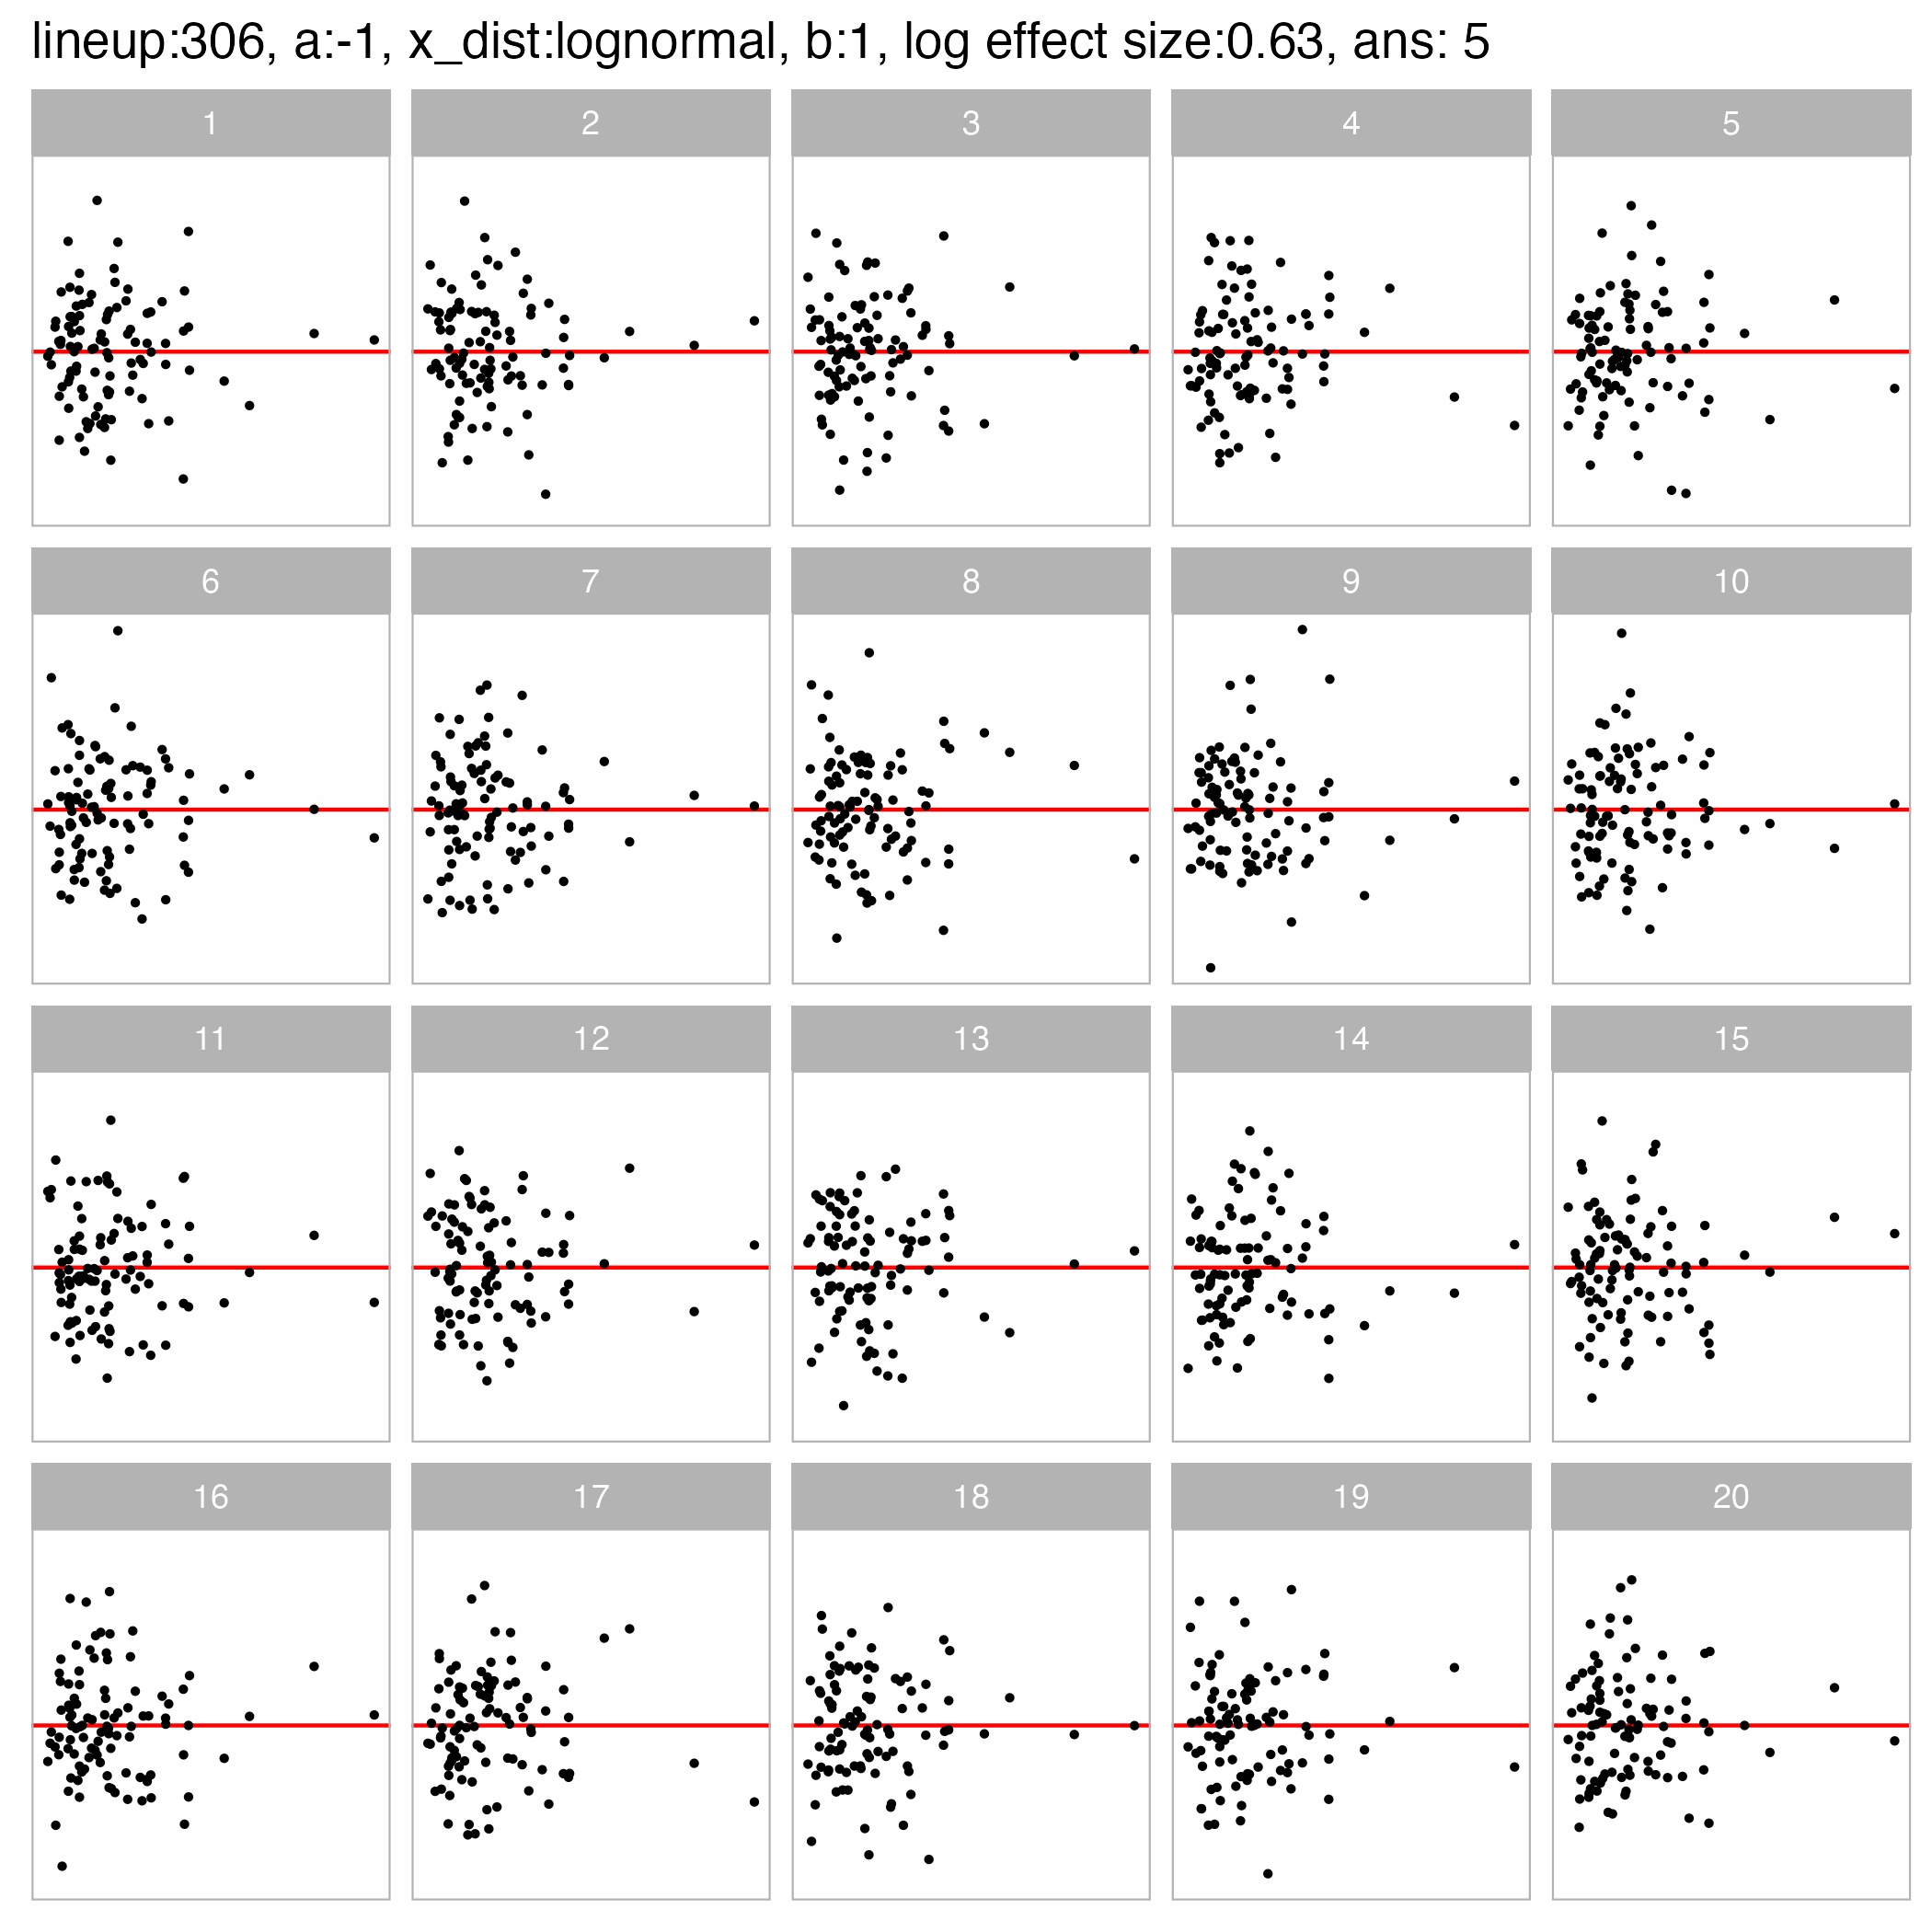 lineup:306, a:-1, x_dist:lognormal, b:1, log effect size:0.63, ans: 5
1 2 3 4 5
6 7 8 9 10
11 12 13 14 15
16 17 18 19 20